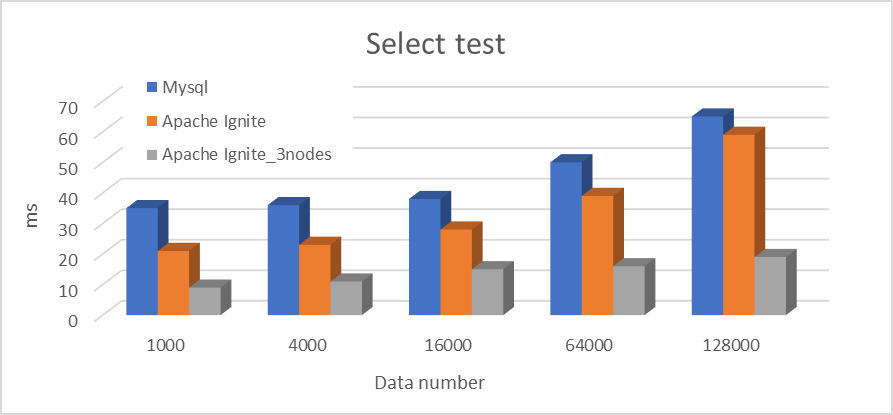 Select test
Mysql
Apache Ignite
Apache Ignite_3nodes
70
60
50
40
30
20
10
0
ms
1000 4000 16000 64000 128000
Data number